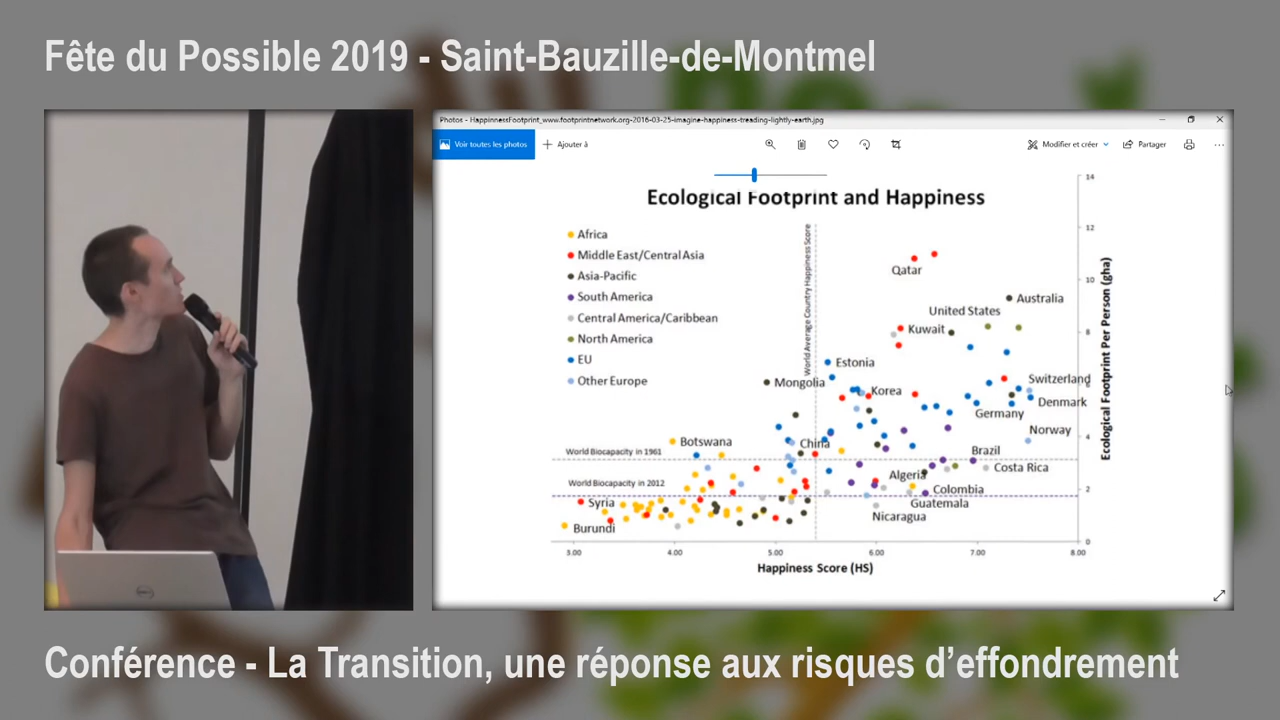 Fête du Possible 2019 - Saint-Bauzille-de-Montmel
Photos - HappinnessFootprint_www.footprintnetwork.org-2016-03-25-imagine-happiness-treading-lightly-earth.jpg
Voir toutes les photos
Ajouter à
Modifier et créer
Partager
Ecological Footprint and Happiness
Africa
Middle East/Central Asia
Asia-Pacific
South America
Central America/Caribbean
North America
EU
Other Europe
World Average Country Happiness Score
Qatar
Australia
United States
Kuwait
Estonia
Mongolia
Korea
Switzerland
Denmark
Germany
Norway
Botswana
China
Brazil
World Biocapacity in 1961
Costa Rica
Algeria
World Biocapacity in 2012
Colombia
Syria
Guatemala
Nicaragua
Burundi
14
12
10
8
6
4
2
0
Ecological Footprint Per Person (gha)
3.00
4.00
5.00
6.00
7.00
8.00
Happiness Score (HS)
DELL
Conférence - La Transition, une réponse aux risques d'effondrement